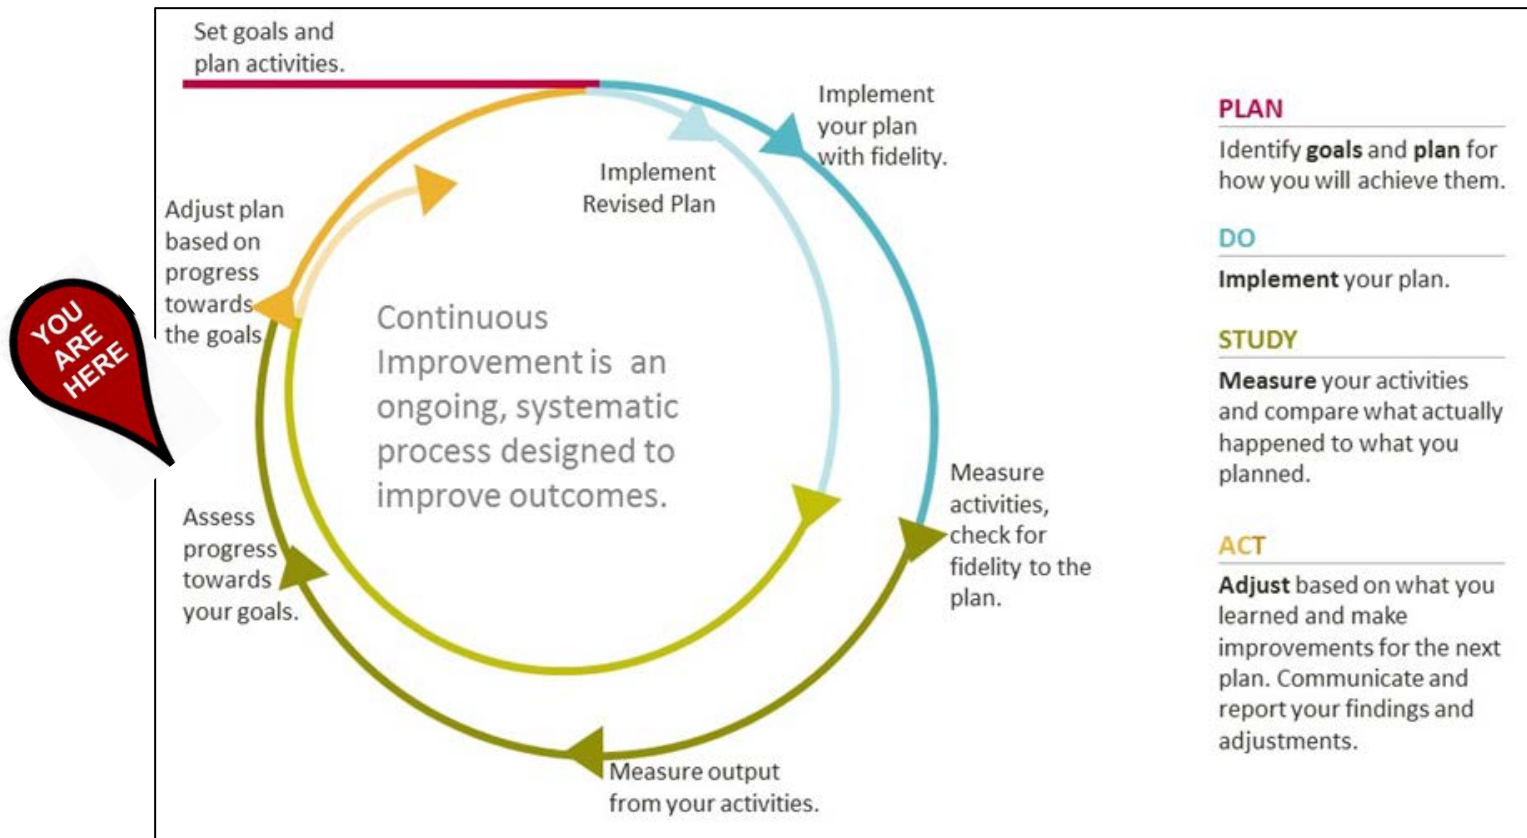 Set goals and
plan activities.
Implement
your plan
with fidelity.
Implement
Revised Plan
Adjust plan
based on
progress
towards
the goals
YOU
ARE
HERE
Continuous
Improvement is an
ongoing, systematic
process designed to
improve outcomes.
Measure
activities,
check for
fidelity to the
plan.
Assess
progress
towards
your goals.
Measure output
from your activities.
PLAN
Identify goals and plan for
how you will achieve them.
DO
Implement your plan.
STUDY
Measure your activities
and compare what actually
happened to what you
planned.
ACT
Adjust based on what you
learned and make
improvements for the next
plan. Communicate and
report your findings and
adjustments.